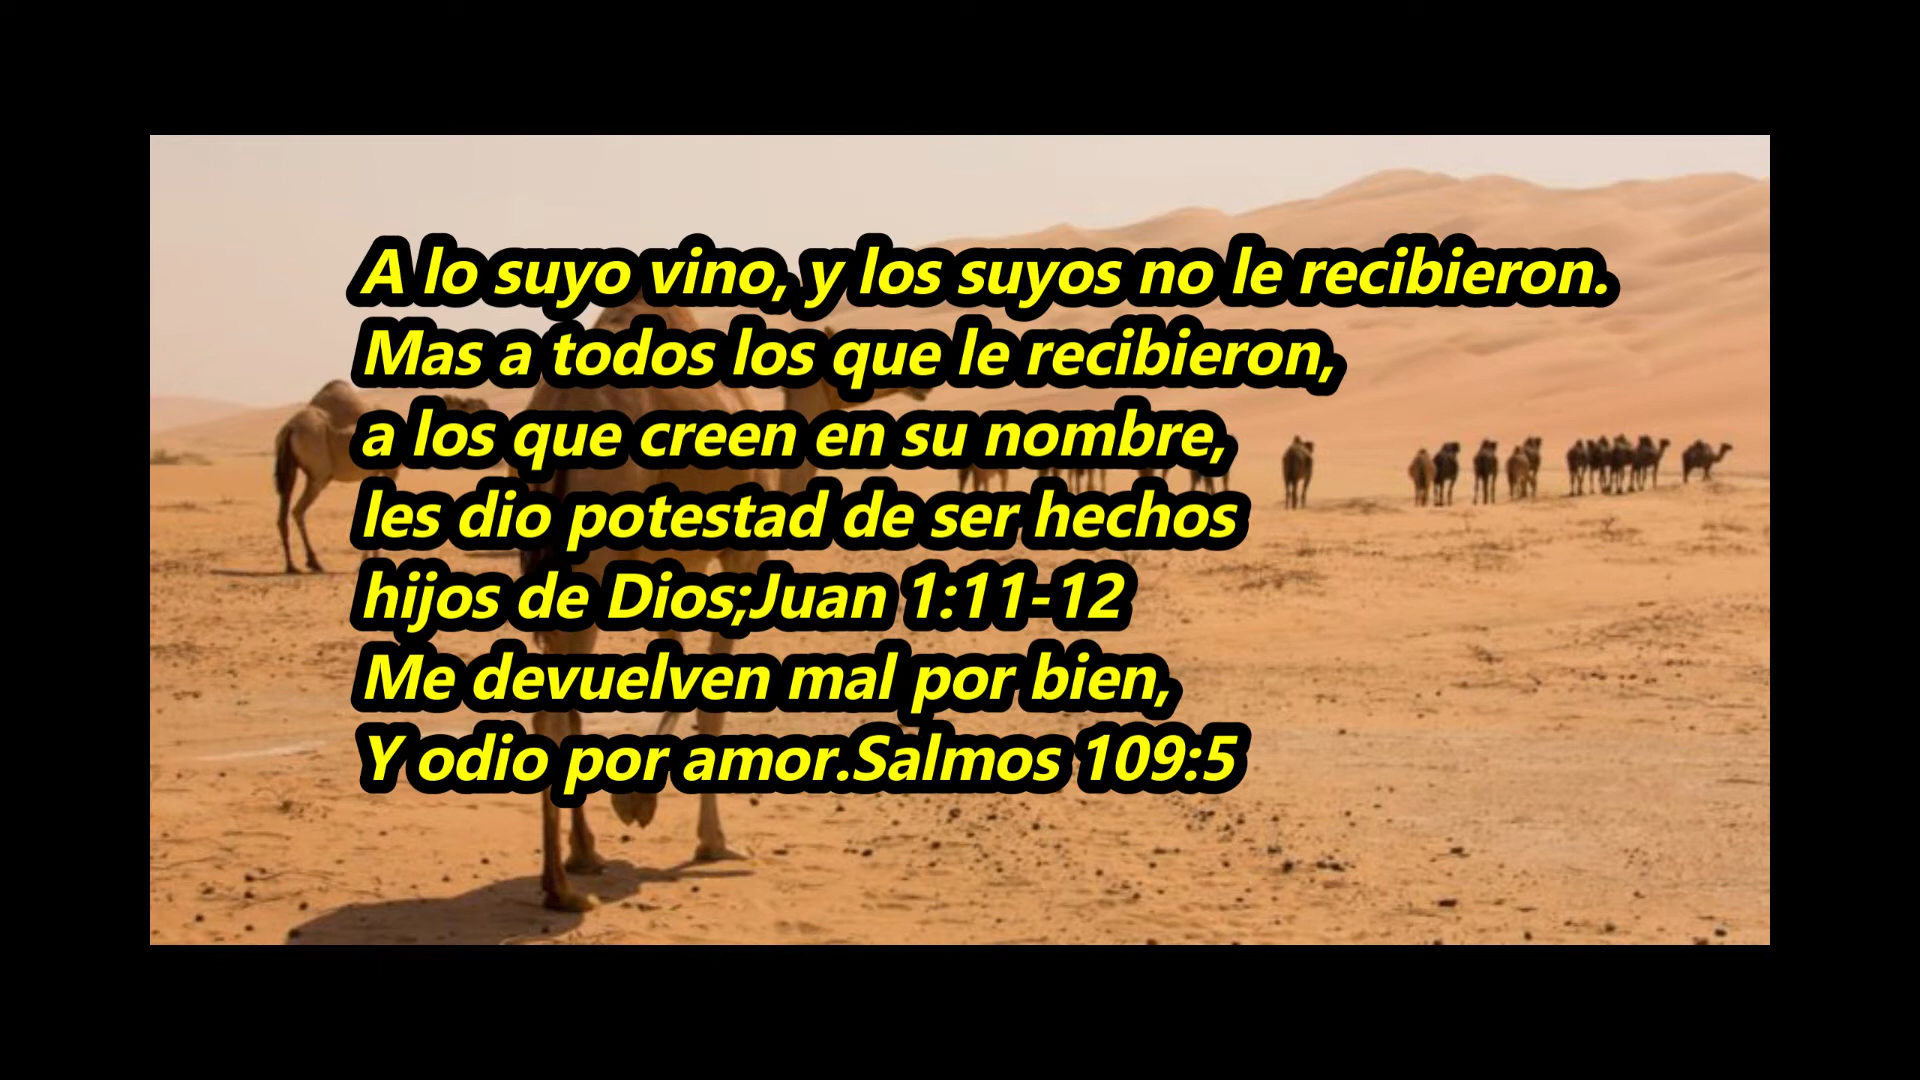 A lo suyo vino, y los suyos no le recibieron.
Mas a todos los que le recibieron,
a los que creen en su nombre,
les dio potestad de ser hechos
hijos de Dios;Juan 1:11-12
Me devuelven mal por bien,
Y odio por amor.Salmos 109:5